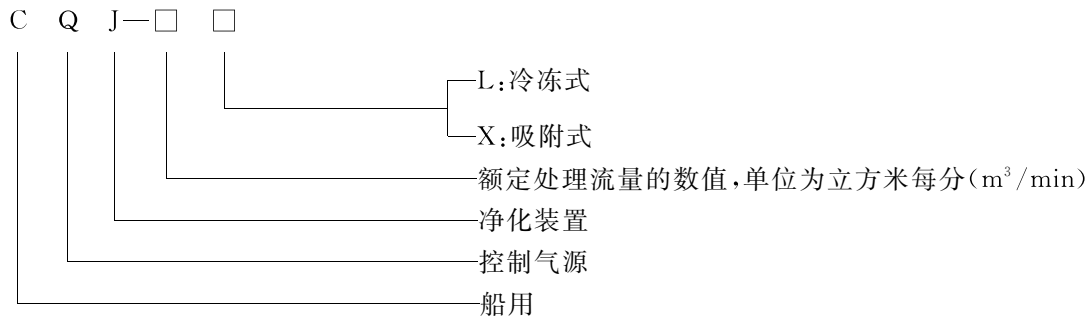 C Q J—□ □
L:冷冻式
X:吸附式
额定处理流量的数值,单位为立方米每分(m³/min)
净化装置
控制气源
船用